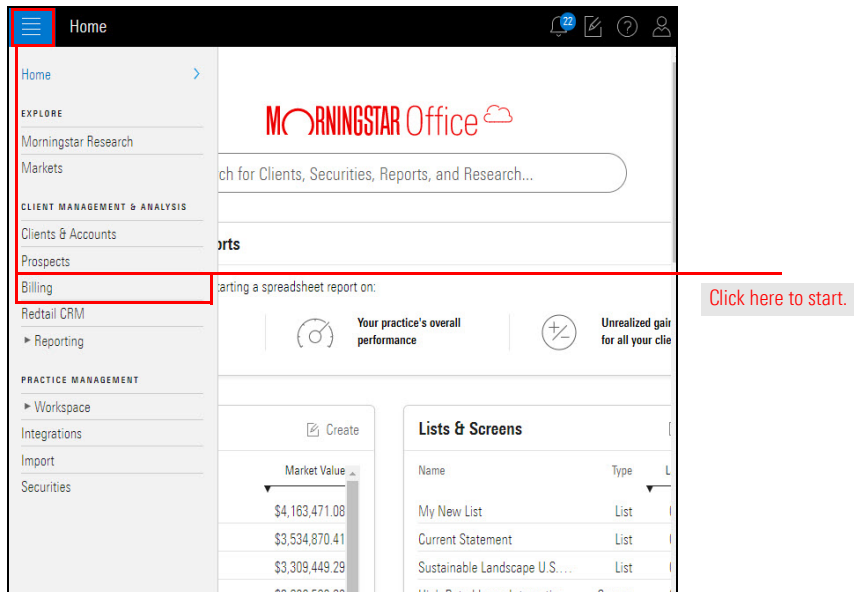 Home
22
Home
EXPLORE
Morningstar Research
Markets
CLIENT MANAGEMENT & ANALYSIS
Clients & Accounts
Prospects
Billing
Redtail CRM
Reporting
PRACTICE MANAGEMENT
Workspace
Integrations
Import
Securities
MORNINGSTAR Office
ch for Clients, Securities, Reports, and Research...
orts
arting a spreadsheet report on:
Your practice's overall
performance
Unrealized gain
for all your clie
Create
Market Value
$4,163,471.08
$3,534,870.41
$3,309,449.29
Lists & Screens
Name Type L
My New List List
Current Statement List
Sustainable Landscape U.S.... List
Click here to start.